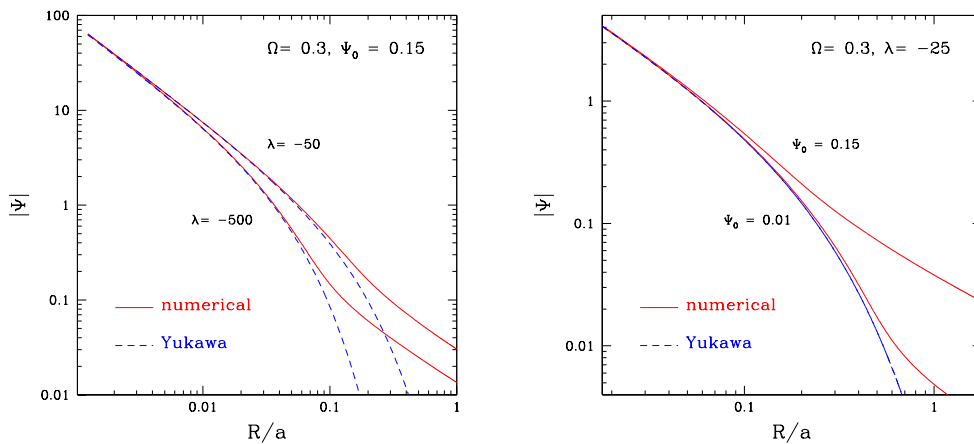 100
10
1
0.1
0.01
|Ψ|
Ω= 0.3, Ψ₀ = 0.15
λ= -50
λ= -500
numerical
Yukawa
0.01
0.1
1
R/a
1
0.1
0.01
|Ψ|
Ω= 0.3, λ= -25
Ψ₀ = 0.15
Ψ₀ = 0.01
numerical
Yukawa
0.1
1
R/a